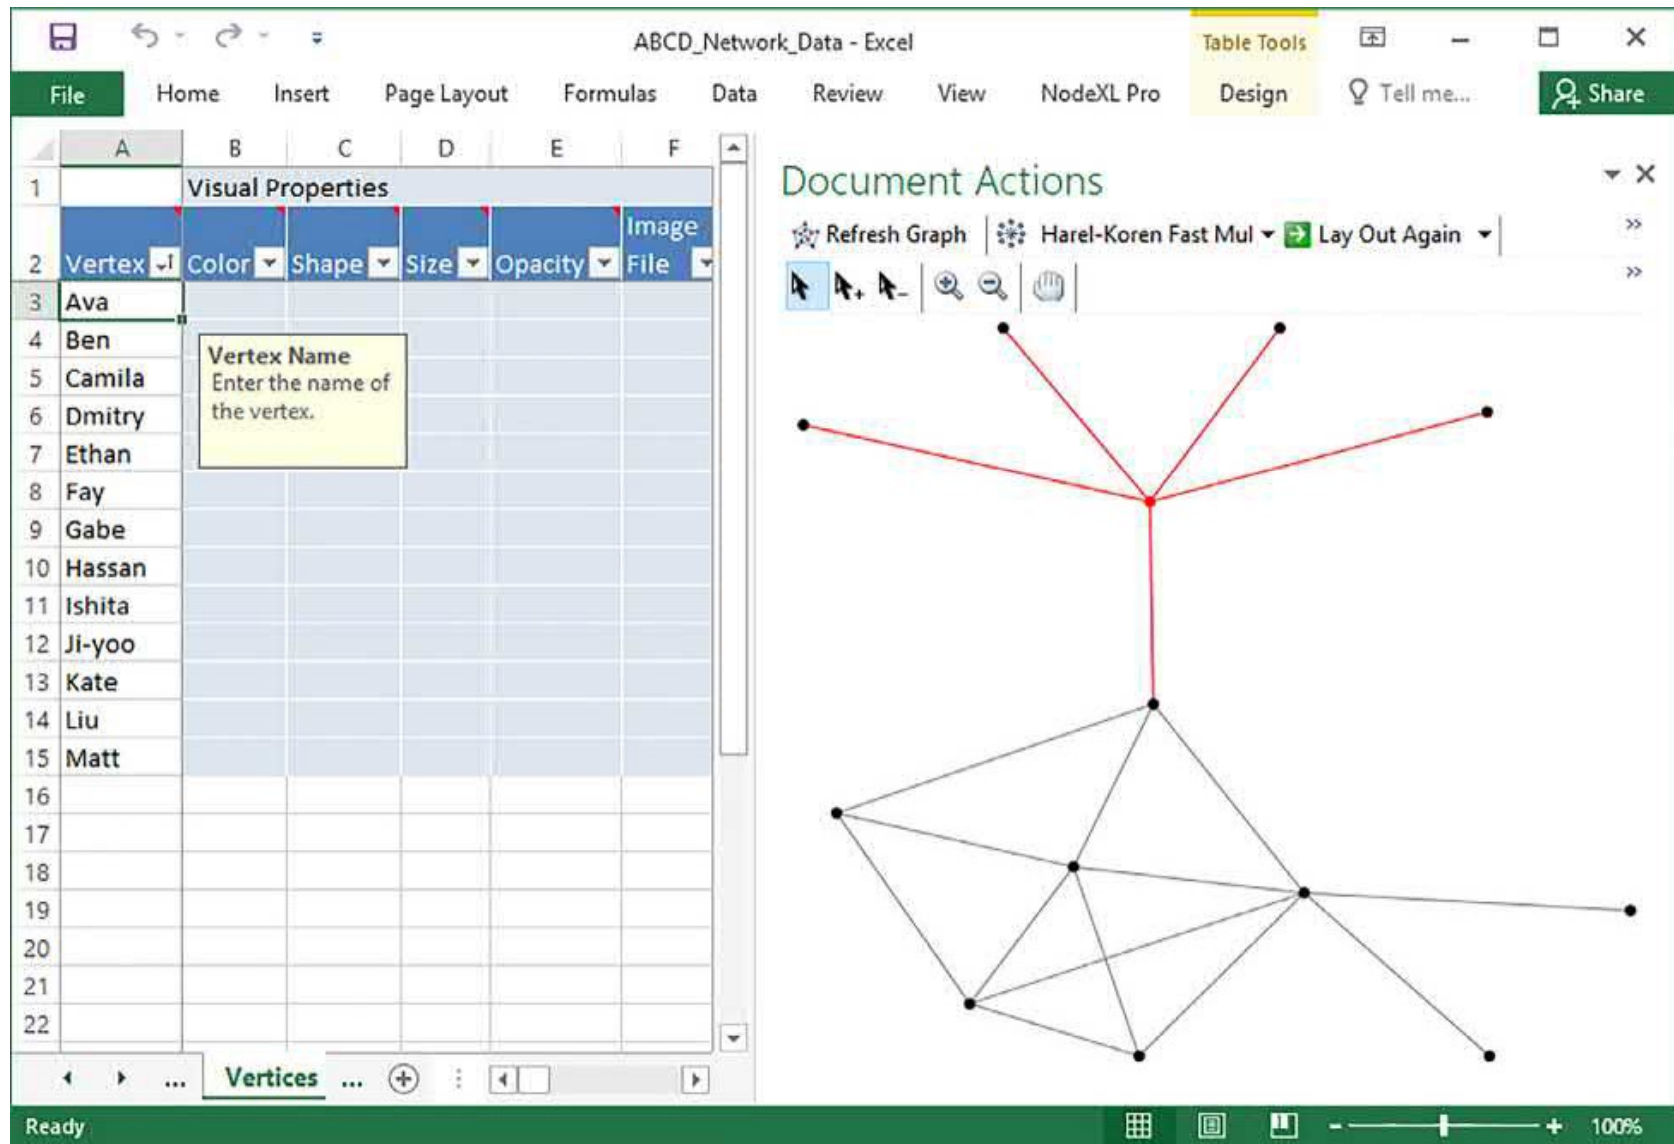 ABCD_Network_Data - Excel
Table Tools
File Home Insert Page Layout Formulas Data Review View NodeXL Pro Design Tell me... Share
A B C D E F
1 Visual Properties
2 Vertex Color Shape Size Opacity Image File
3 Ava
4 Ben
5 Camila
6 Dmitry
7 Ethan
8 Fay
9 Gabe
10 Hassan
11 Ishita
12 Ji-yoo
13 Kate
14 Liu
15 Matt
16
17
18
19
20
21
22
Vertex Name
Enter the name of
the vertex.
... Vertices ...
Document Actions
Refresh Graph Harel-Koren Fast Mul Lay Out Again
Ready 100%